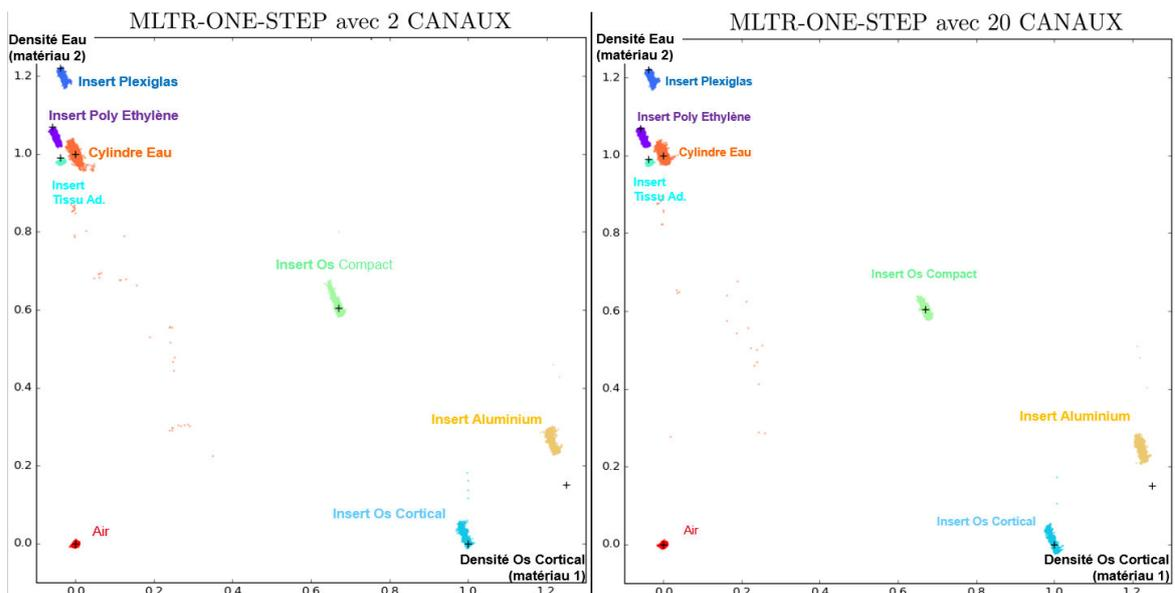 MLTR-ONE-STEP avec 2 CANAUX
Densité Eau
(matériau 2)
1.2
Insert Plexiglas
Insert Poly Ethylène
1.0
Cylindre Eau
Insert
Tissu Ad.
0.8
Insert Os Compact
0.6
0.4
Insert Aluminium
0.2
Insert Os Cortical
Air
0.0
Densité Os Cortical
(matériau 1)
0.0 0.2 0.4 0.6 0.8 1.0 1.2
MLTR-ONE-STEP avec 20 CANAUX
Densité Eau
(matériau 2)
1.2
Insert Plexiglas
Insert Poly Ethylène
1.0
Cylindre Eau
Insert
Tissu Ad.
0.8
Insert Os Compact
0.6
0.4
Insert Aluminium
0.2
Insert Os Cortical
Air
0.0
Densité Os Cortical
(matériau 1)
0.0 0.2 0.4 0.6 0.8 1.0 1.2